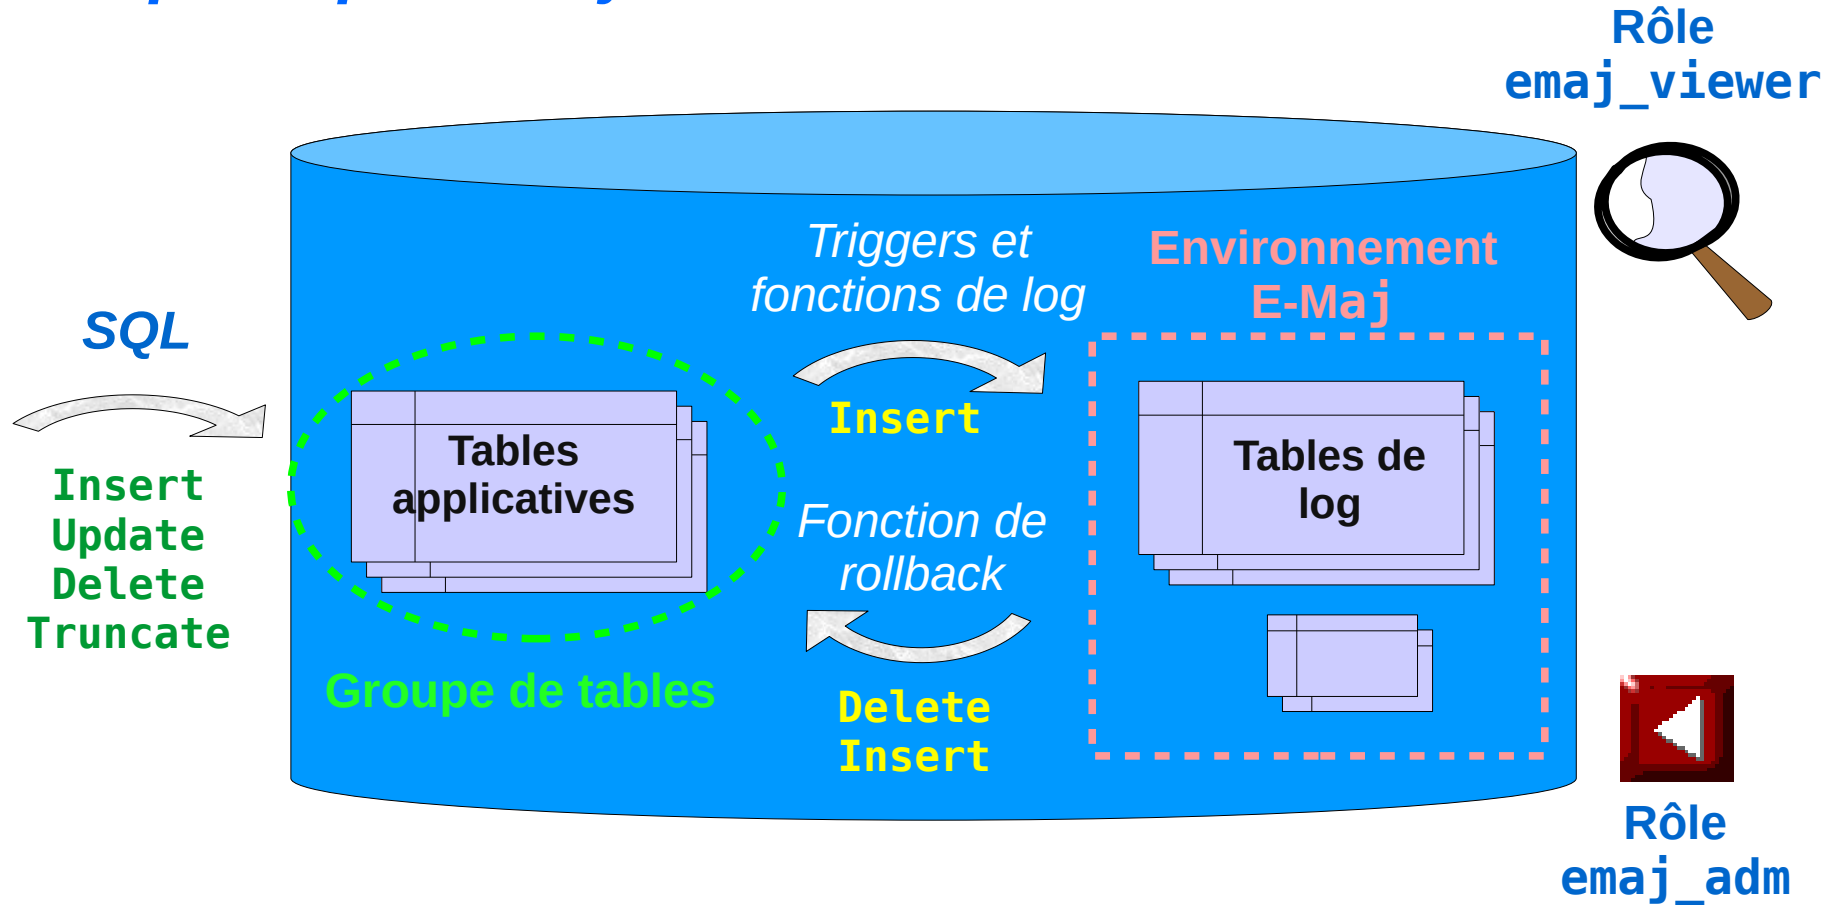 Rôle
emaj_viewer
Triggers et
fonctions de log
Environnement
E-Maj
SQL
Insert
Tables
applicatives
Tables de
log
Insert
Update
Delete
Truncate
Fonction de
rollback
Groupe de tables
Delete
Insert
Rôle
emaj_adm